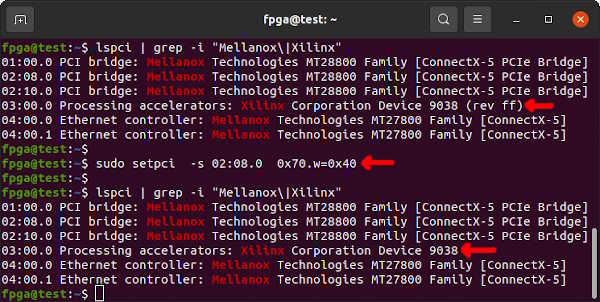 fpga@test: ~
fpga@test:~$ lspci | grep -i "Mellanox\|Xilinx"
01:00.0 PCI bridge: Mellanox Technologies MT28800 Family [ConnectX-5 PCIe Bridge]
02:08.0 PCI bridge: Mellanox Technologies MT28800 Family [ConnectX-5 PCIe Bridge]
02:10.0 PCI bridge: Mellanox Technologies MT28800 Family [ConnectX-5 PCIe Bridge]
03:00.0 Processing accelerators: Xilinx Corporation Device 9038 (rev ff)
04:00.0 Ethernet controller: Mellanox Technologies MT27800 Family [ConnectX-5]
04:00.1 Ethernet controller: Mellanox Technologies MT27800 Family [ConnectX-5]
fpga@test:~$
fpga@test:~$ sudo setpci  -s 02:08.0  0x70.w=0x40
fpga@test:~$
fpga@test:~$ lspci | grep -i "Mellanox\|Xilinx"
01:00.0 PCI bridge: Mellanox Technologies MT28800 Family [ConnectX-5 PCIe Bridge]
02:08.0 PCI bridge: Mellanox Technologies MT28800 Family [ConnectX-5 PCIe Bridge]
02:10.0 PCI bridge: Mellanox Technologies MT28800 Family [ConnectX-5 PCIe Bridge]
03:00.0 Processing accelerators: Xilinx Corporation Device 9038
04:00.0 Ethernet controller: Mellanox Technologies MT27800 Family [ConnectX-5]
04:00.1 Ethernet controller: Mellanox Technologies MT27800 Family [ConnectX-5]
fpga@test:~$